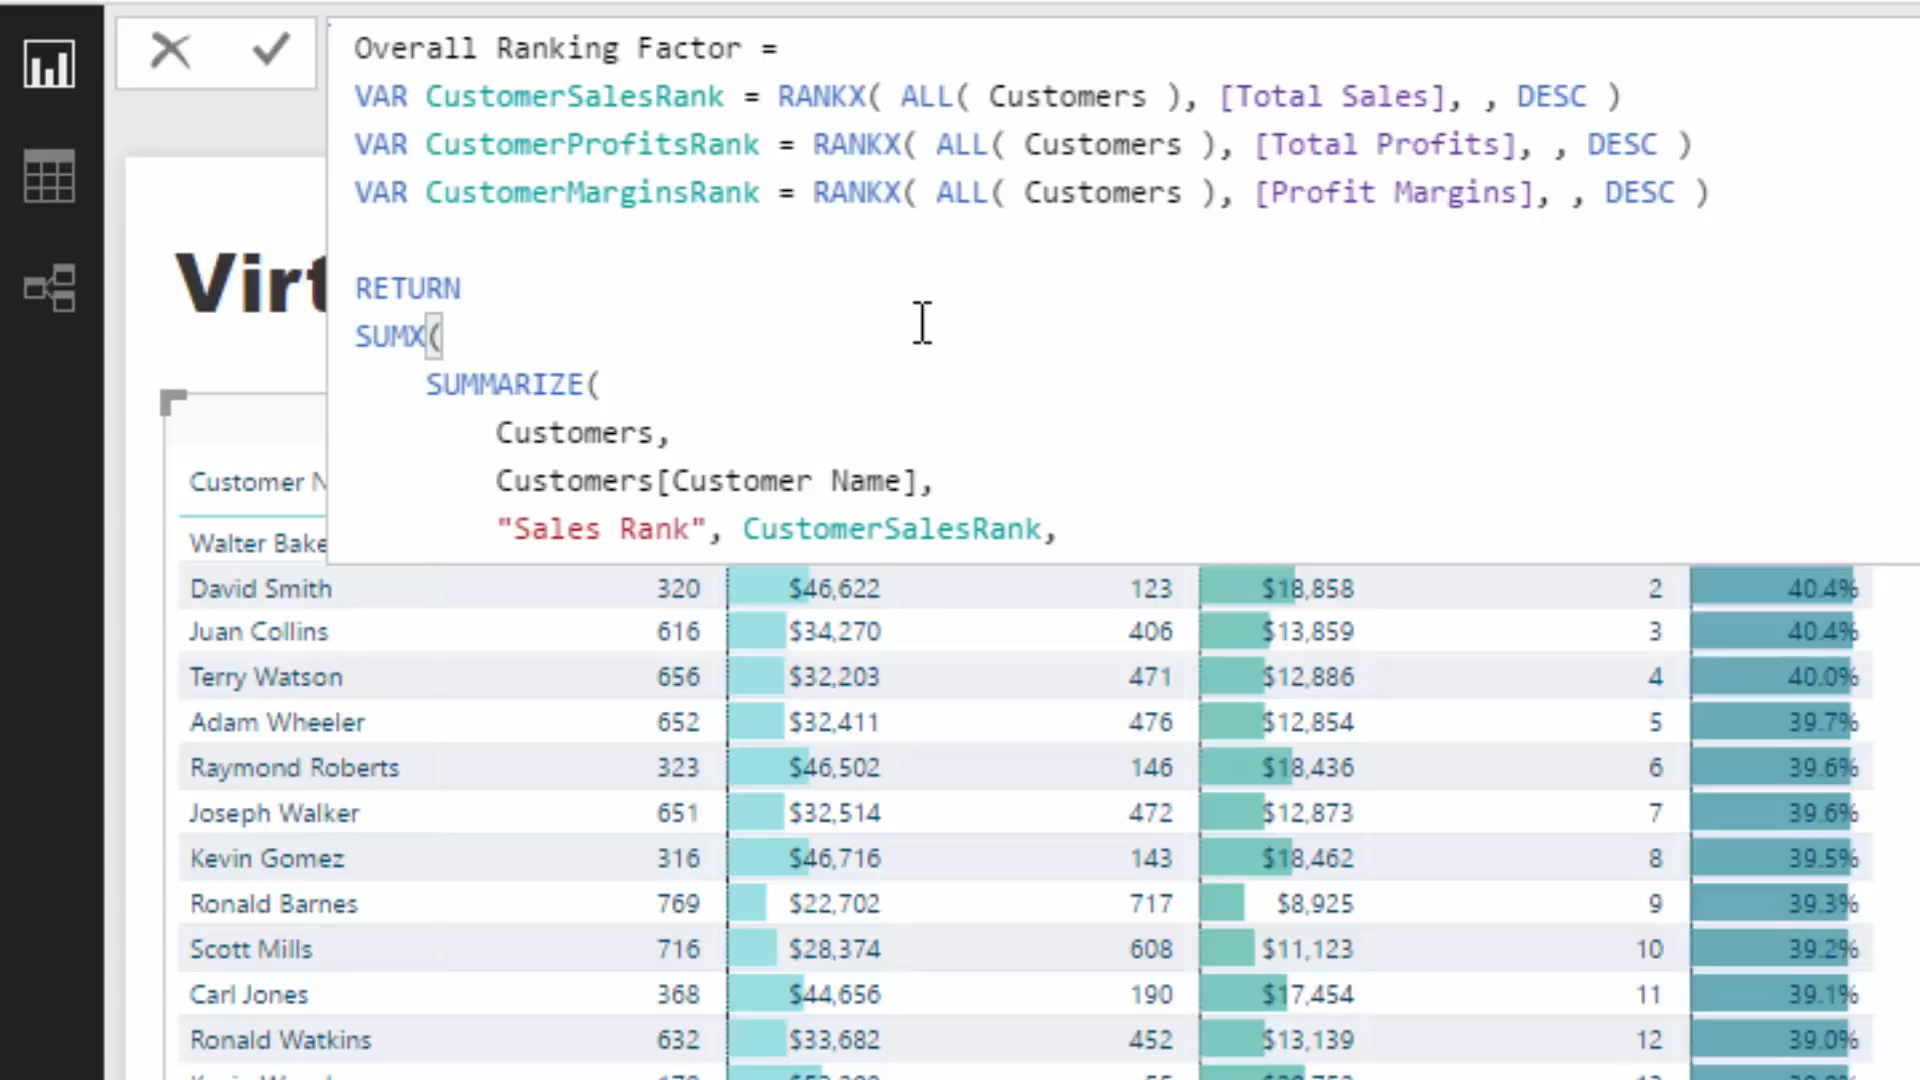 Overall Ranking Factor =
VAR CustomerSalesRank = RANKX( ALL( Customers ), [Total Sales], , DESC )
VAR CustomerProfitsRank = RANKX( ALL( Customers ), [Total Profits], , DESC )
VAR CustomerMarginsRank = RANKX( ALL( Customers ), [Profit Margins], , DESC )
RETURN
SUMX(
SUMMARIZE(
Customers,
Customers[Customer Name],
"Sales Rank", CustomerSalesRank,
Virt
Customer N
Walter Bake
David Smith 320 $46,622 123 $18,858 2 40.4%
Juan Collins 616 $34,270 406 $13,859 3 40.4%
Terry Watson 656 $32,203 471 $12,886 4 40.0%
Adam Wheeler 652 $32,411 476 $12,854 5 39.7%
Raymond Roberts 323 $46,502 146 $18,436 6 39.6%
Joseph Walker 651 $32,514 472 $12,873 7 39.6%
Kevin Gomez 316 $46,716 143 $18,462 8 39.5%
Ronald Barnes 769 $22,702 717 $8,925 9 39.3%
Scott Mills 716 $28,374 608 $11,123 10 39.2%
Carl Jones 368 $44,656 190 $17,454 11 39.1%
Ronald Watkins 632 $33,682 452 $13,139 12 39.0%